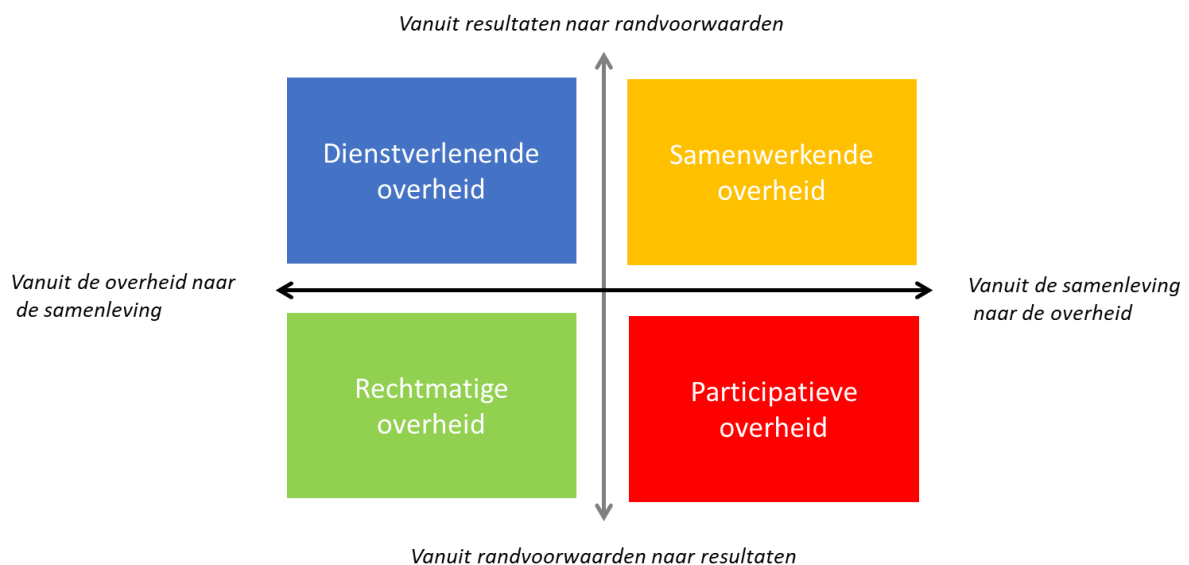 Vanuit resultaten naar randvoorwaarden
Dienstverlenende
overheid
Samenwerkende
overheid
Vanuit de overheid naar
de samenleving
Vanuit de samenleving
naar de overheid
Rechtmatige
overheid
Participatieve
overheid
Vanuit randvoorwaarden naar resultaten